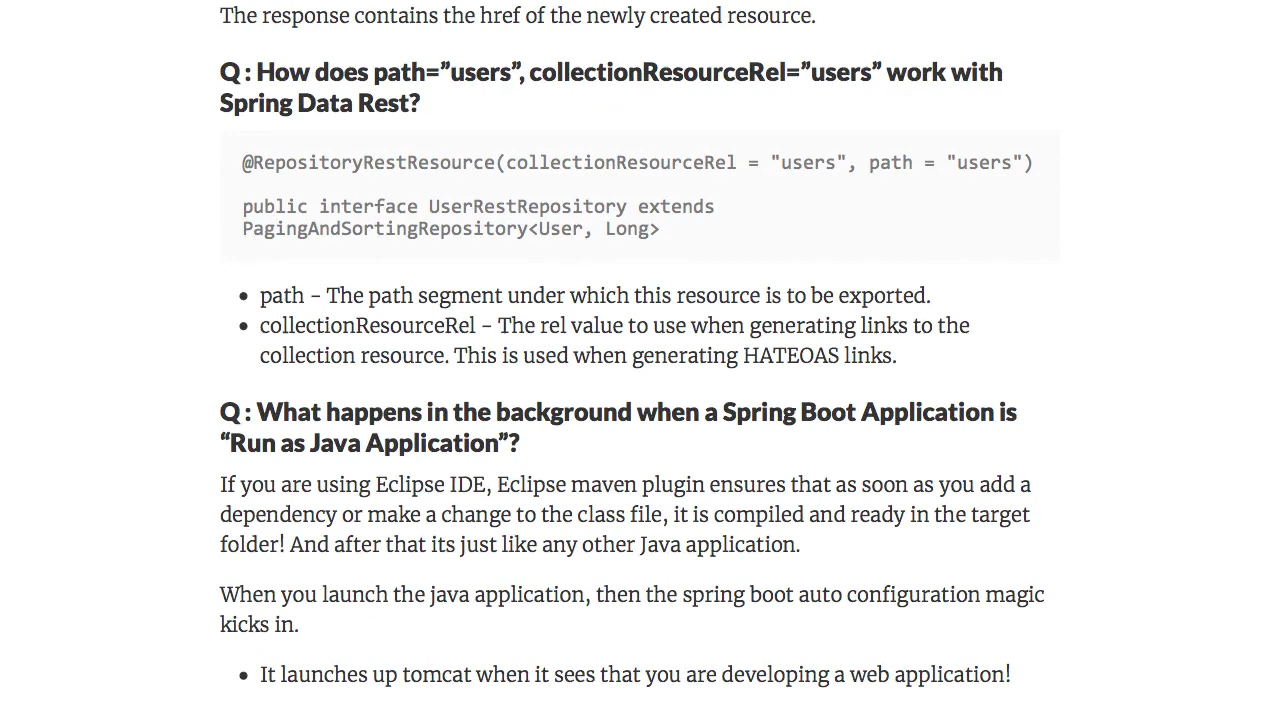 The response contains the href of the newly created resource.
Q : How does path=”users”, collectionResourceRel=”users” work with
Spring Data Rest?
@RepositoryRestResource(collectionResourceRel = "users", path = "users")
public interface UserRestRepository extends
PagingAndSortingRepository<User, Long>
• path – The path segment under which this resource is to be exported.
• collectionResourceRel – The rel value to use when generating links to the
collection resource. This is used when generating HATEOAS links.
Q : What happens in the background when a Spring Boot Application is
“Run as Java Application”?
If you are using Eclipse IDE, Eclipse maven plugin ensures that as soon as you add a
dependency or make a change to the class file, it is compiled and ready in the target
folder! And after that its just like any other Java application.
When you launch the java application, then the spring boot auto configuration magic
kicks in.
• It launches up tomcat when it sees that you are developing a web application!